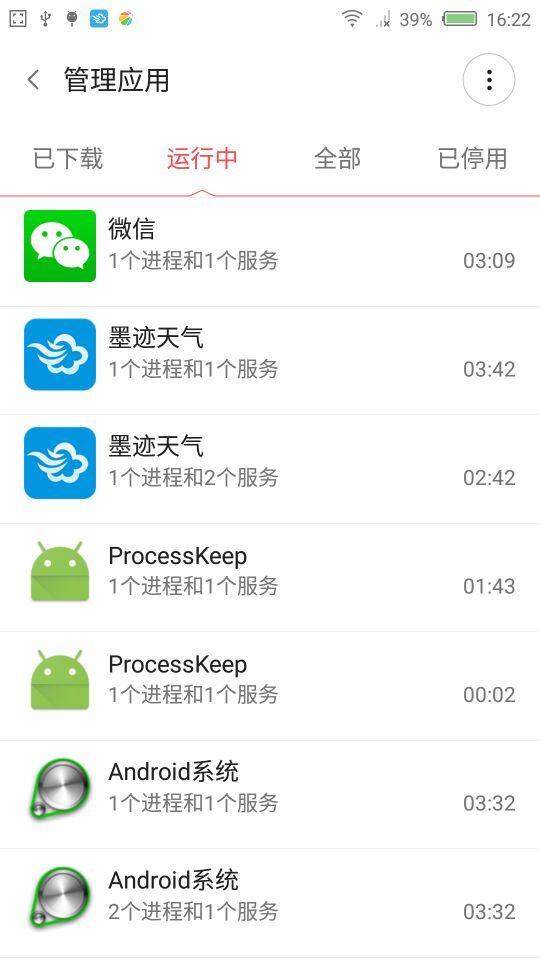 39% 16:22
管理应用
已下载 运行中 全部 已停用
微信
1个进程和1个服务 03:09
墨迹天气
1个进程和1个服务 03:42
墨迹天气
1个进程和2个服务 02:42
ProcessKeep
1个进程和1个服务 01:43
ProcessKeep
1个进程和1个服务 00:02
Android系统
1个进程和1个服务 03:32
Android系统
2个进程和1个服务 03:32